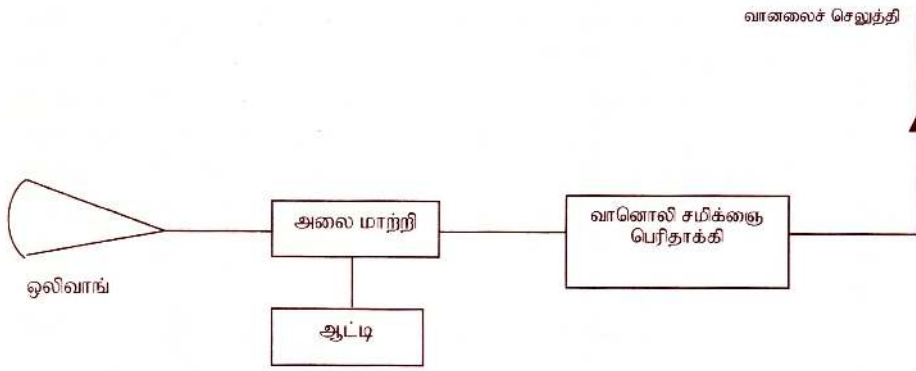 வானலைச் செலுத்தி
அலை மாற்றி
வானொலி சமிக்ஞை
பெரிதாக்கி
ஒலிவாங்
ஆட்டி